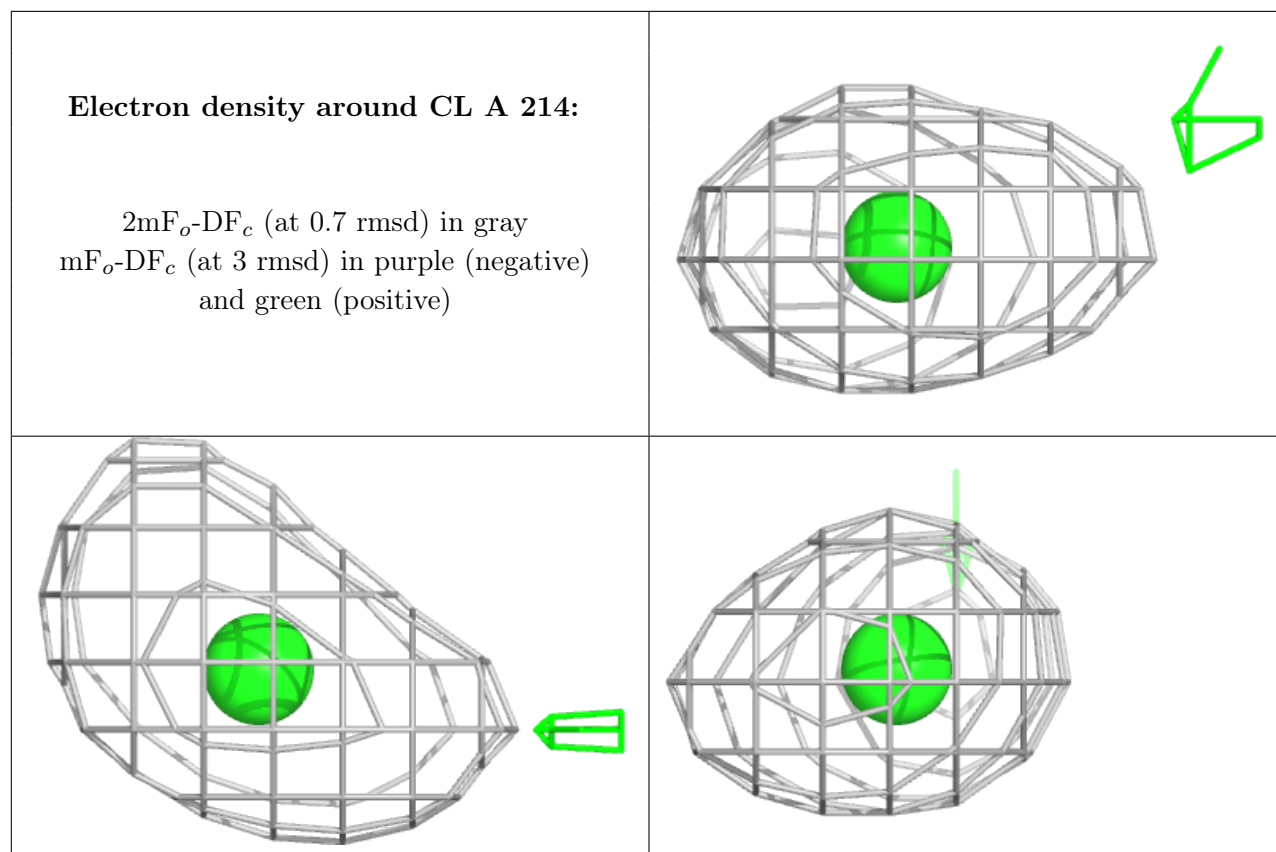 Electron density around CL A 214:
2mFo-DFc (at 0.7 rmsd) in gray
mFo-DFc (at 3 rmsd) in purple (negative)
and green (positive)